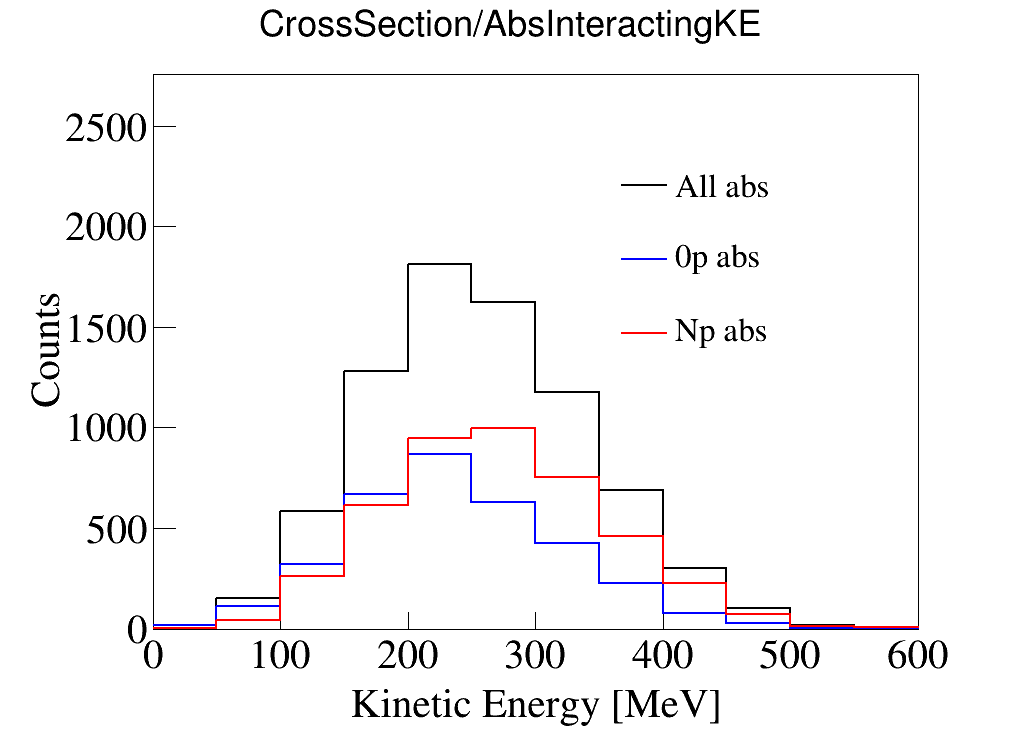 CrossSection/AbsInteractingKE
2500
2000
1500
1000
500
0
Counts
All abs
0p abs
Np abs
0 100 200 300 400 500 600
Kinetic Energy [MeV]